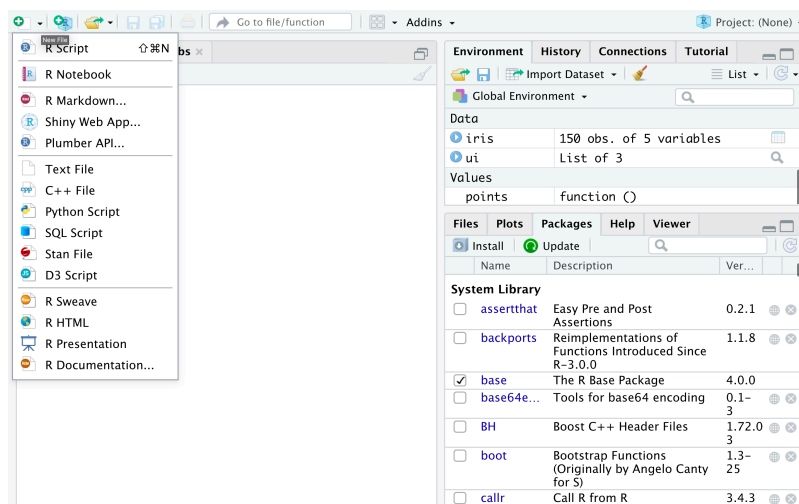 Go to file/function
Addins
Project: (None)
New File
R Script ⇧⌘N
bs
R Notebook
R Markdown...
Shiny Web App...
Plumber API...
Text File
C++ File
Python Script
SQL Script
Stan File
D3 Script
R Sweave
R HTML
R Presentation
R Documentation...
Environment History Connections Tutorial
Import Dataset List
Global Environment
Data
iris 150 obs. of 5 variables
ui List of 3
Values
points function ()
Files Plots Packages Help Viewer
Install Update
Name Description Ver...
System Library
assertthat Easy Pre and Post Assertions 0.2.1
backports Reimplementations of Functions Introduced Since R-3.0.0 1.1.8
base The R Base Package 4.0.0
base64e... Tools for base64 encoding 0.1-3
BH Boost C++ Header Files 1.72.0 3
boot Bootstrap Functions (Originally by Angelo Canty for S) 1.3-25
callr Call R from R 3.4.3